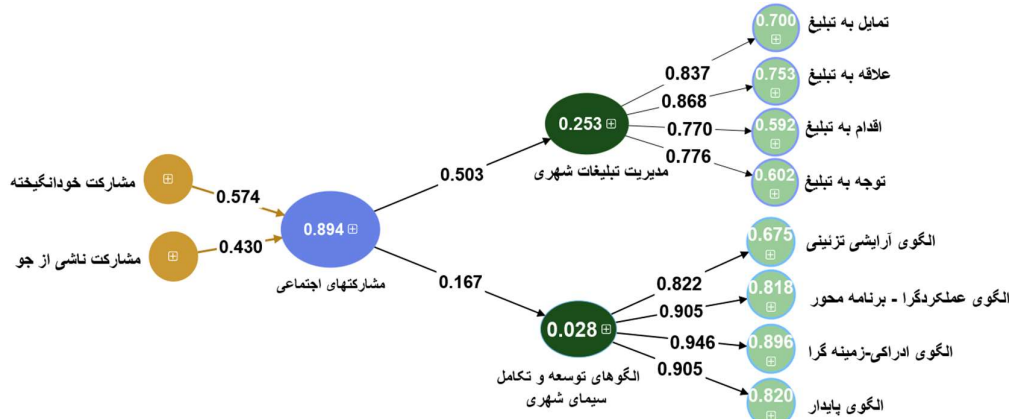 0.700
تمایل به تبلیغ
0.837
0.753
علاقه به تبلیغ
0.868
0.253
0.592
اقدام به تبلیغ
0.770
0.776
مدیریت تبلیغات شهری
0.602
توجه به تبلیغ
مشارکت خودانگیخته
0.574
0.503
0.894
مشارکتهای اجتماعی
0.430
مشارکت ناشی از جو
0.167
0.675
الگوی آرایشی تزئینی
0.822
0.818
الگوی عملکردگرا - برنامه محور
0.905
0.028
0.896
الگوی ادراکی-زمینه گرا
0.946
0.905
الگوهای توسعه و تکامل
سیمای شهری
0.820
الگوی پایدار